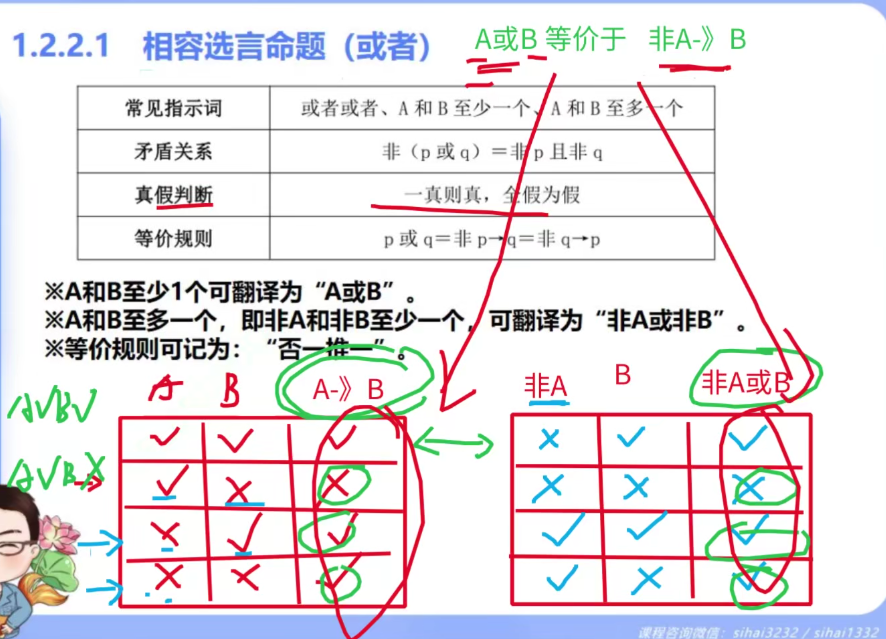 1.2.2.1 相容选言命题（或者） A或B 等价于 非A-》B
常见指示词 或者或者、A 和 B 至少一个、A 和 B 至多一个
矛盾关系 非（p 或 q）＝非 p 且非 q
真假判断 一真则真，全假为假
等价规则 p 或 q＝非 p→q＝非 q→p
※A和B至少1个可翻译为“A或B”。
※A和B至多一个，即非A和非B至少一个，可翻译为“非A或非B”。
※等价规则可记为：“否一推一”。
A B A-》B 非A B 非A或B
A√B√ √ √ √ × √ √
A√B× √ × × × × ×
× √ √ √ √ √
× × √ √ × √
课程咨询微信：sihai3232 / sihai1332